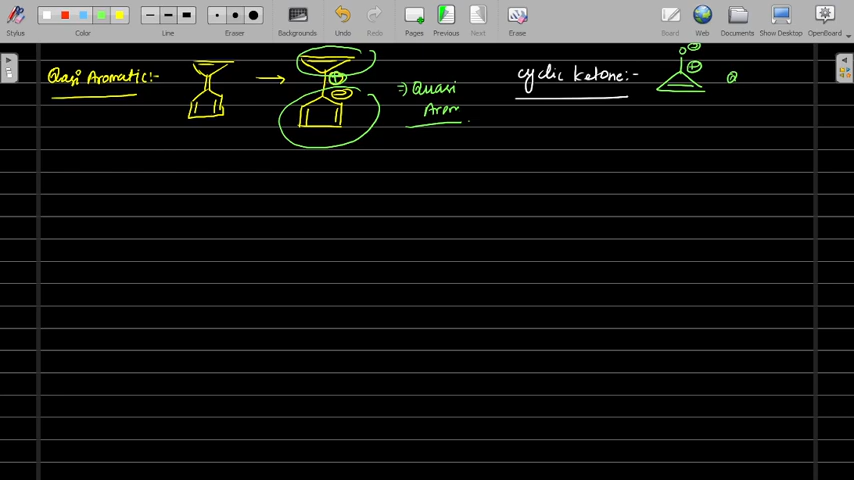 Stylus
Color
Line
Eraser
Backgrounds
Undo
Redo
Pages
Previous
Next
Erase
Board
Web
Documents
Show Desktop
OpenBoard
Quasi Aromatic:-
⊕
⊖
⇒ Quasi
Arom
cyclic ketone:-
O ⊖
⊕
Q